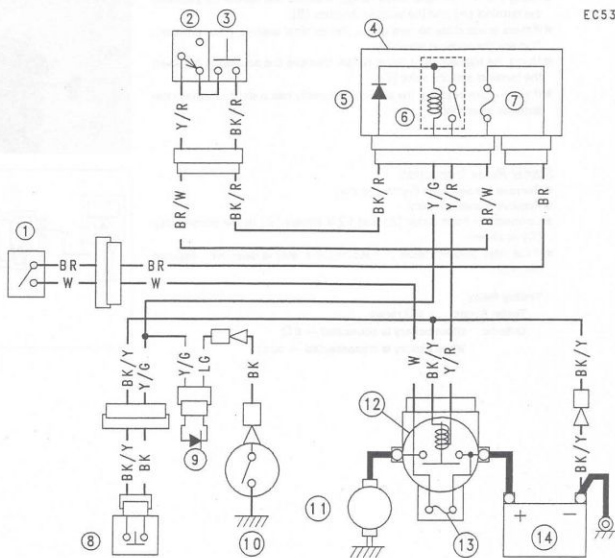 EC53
② ③ ④
⑤ ⑥ ⑦
Y/R BK/R
BK/R Y/G Y/R BR/W BR
BR/W BK/R
①
BR BR
W W
BK/Y Y/G Y/G LG BK W BK/Y Y/R BK/Y
⑨ ⑫
BK/Y BK BK/Y
⑧ ⑩ ⑪ ⑬ + − ⑭